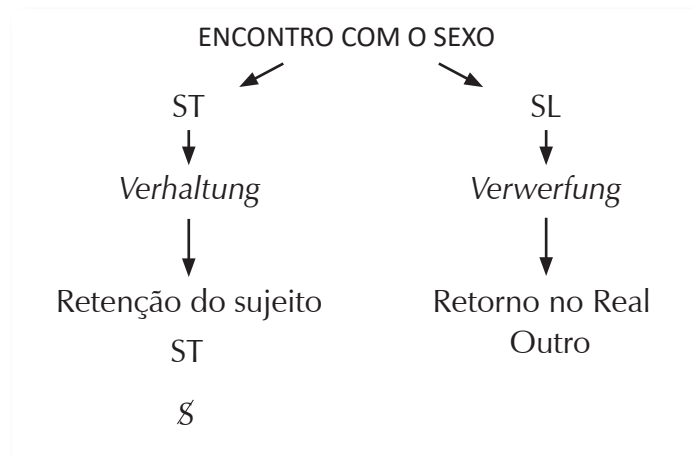 ENCONTRO COM O SEXO
ST SL
Verhaltung Verwerfung
Retenção do sujeito Retorno no Real
ST Outro
$